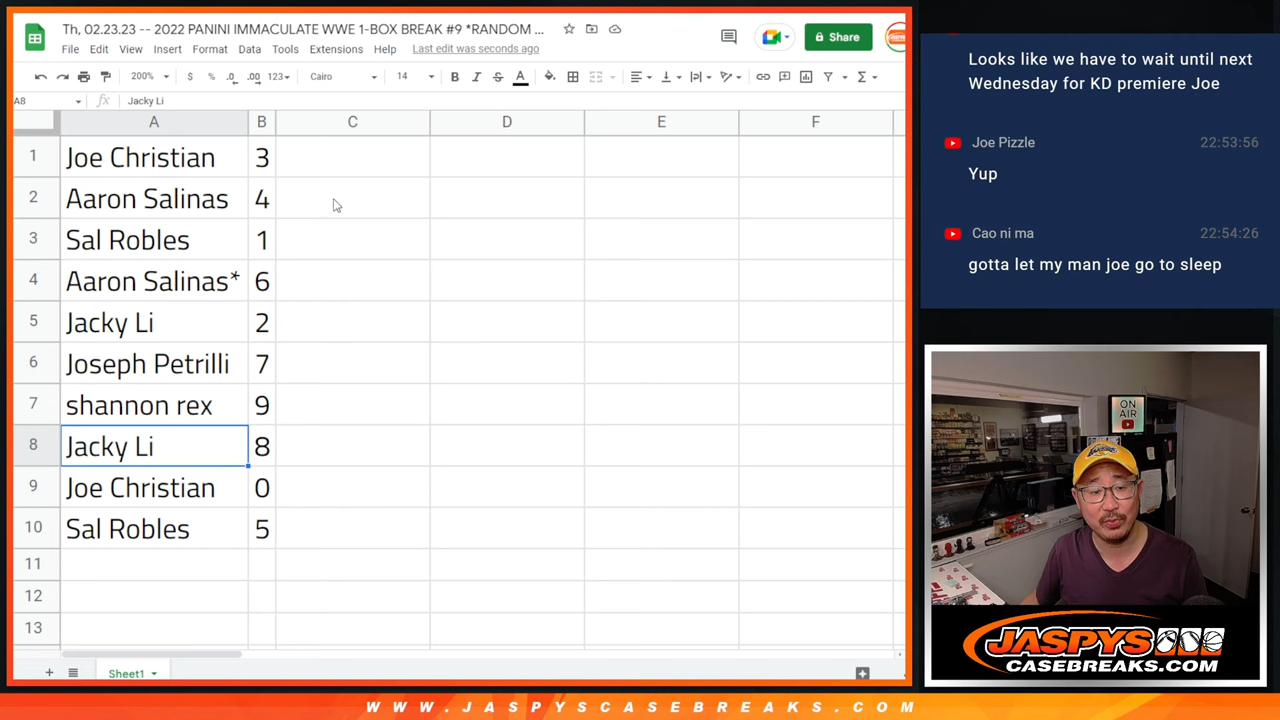 Th, 02.23.23 -- 2022 PANINI IMMACULATE WWE 1-BOX BREAK #9 *RANDOM ...
File Edit View Insert Format Data Tools Extensions Help Last edit was seconds ago
Share
200% $ % .0 .00 123 Cairo 14 B I S A
A8 fx Jacky Li
A B C D E F
1 Joe Christian 3
2 Aaron Salinas 4
3 Sal Robles 1
4 Aaron Salinas* 6
5 Jacky Li 2
6 Joseph Petrilli 7
7 shannon rex 9
8 Jacky Li 8
9 Joe Christian 0
10 Sal Robles 5
11
12
13
Sheet1
Looks like we have to wait until next
Wednesday for KD premiere Joe
Joe Pizzle 22:53:56
Yup
Cao ni ma 22:54:26
gotta let my man joe go to sleep
ON
AIR
JASPYS
CASEBREAKS.COM
WWW.JASPYSCASEBREAKS.COM